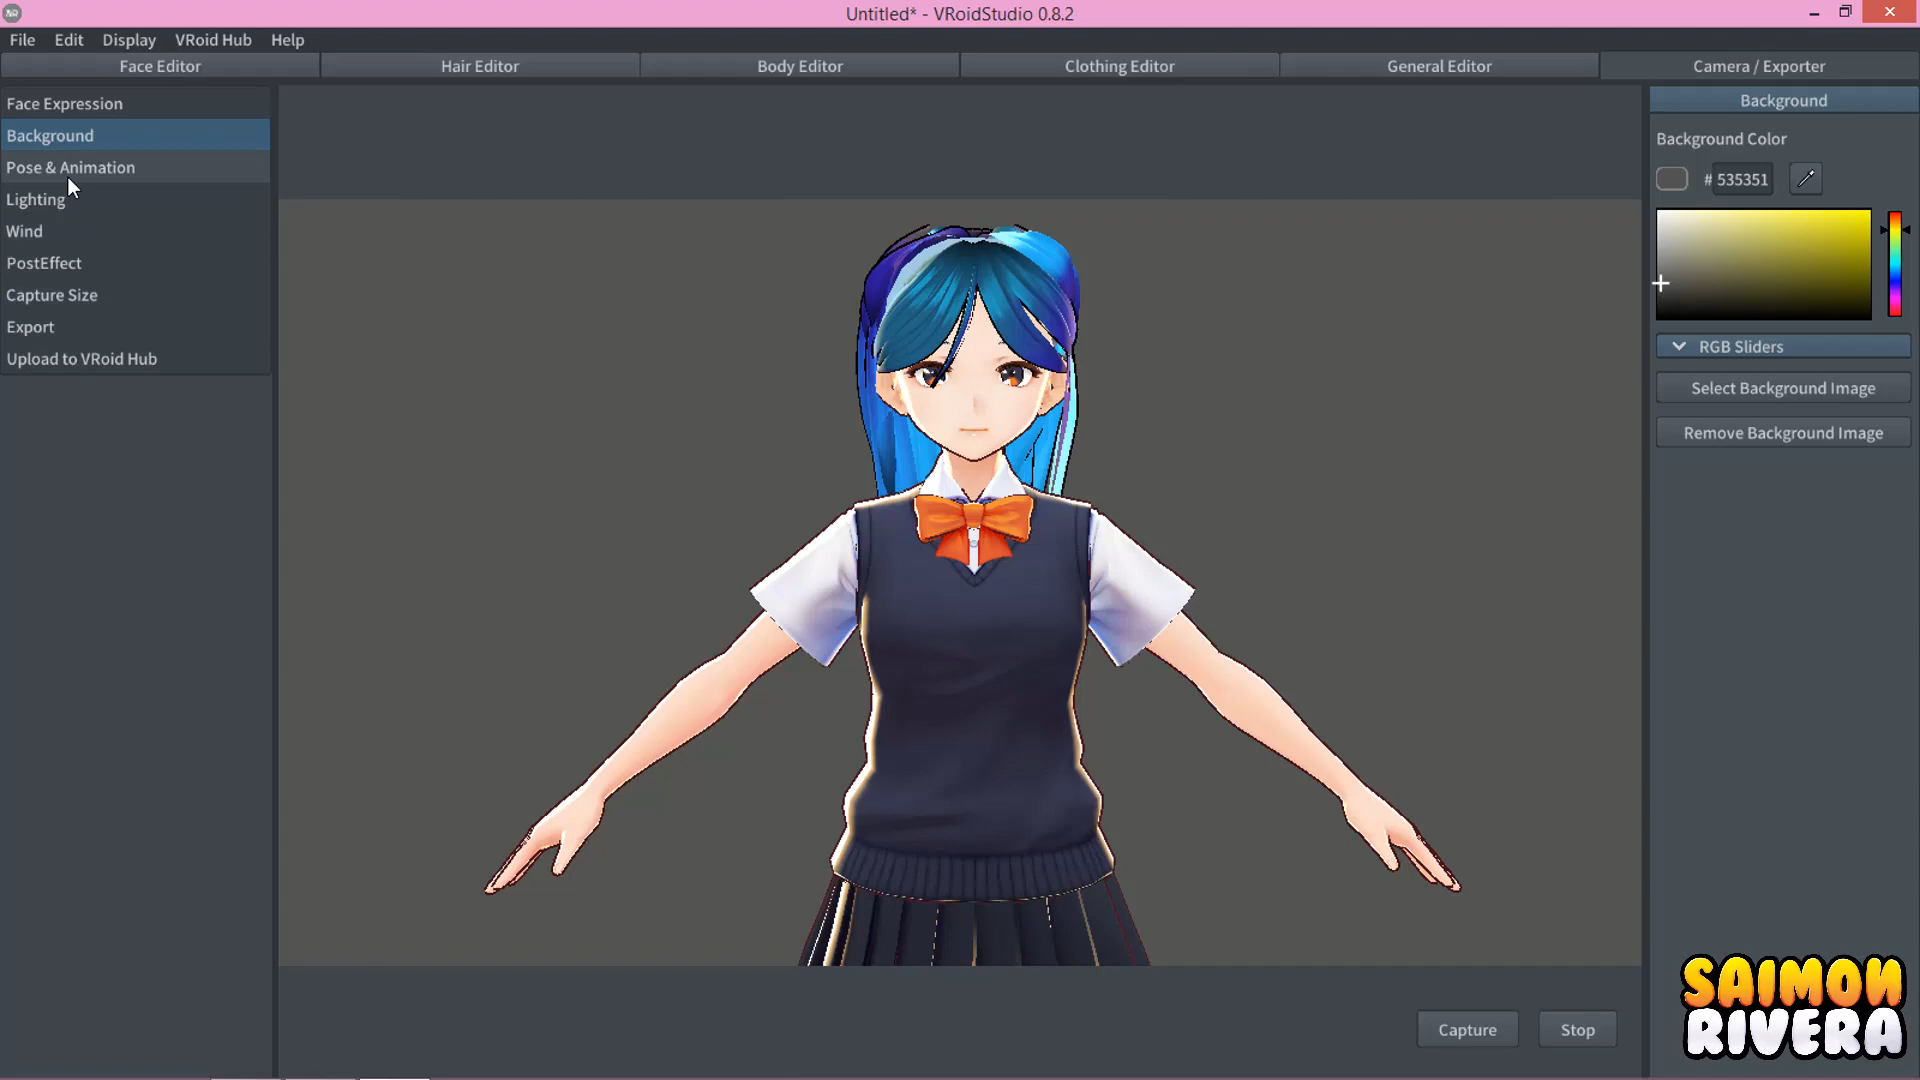 Untitled* - VRoidStudio 0.8.2
File Edit Display VRoid Hub Help
Face Editor Hair Editor Body Editor Clothing Editor General Editor Camera / Exporter
Face Expression
Background
Pose & Animation
Lighting
Wind
PostEffect
Capture Size
Export
Upload to VRoid Hub
Background
Background Color
# 535351
RGB Sliders
Select Background Image
Remove Background Image
Capture Stop
SAIMON
RIVERA